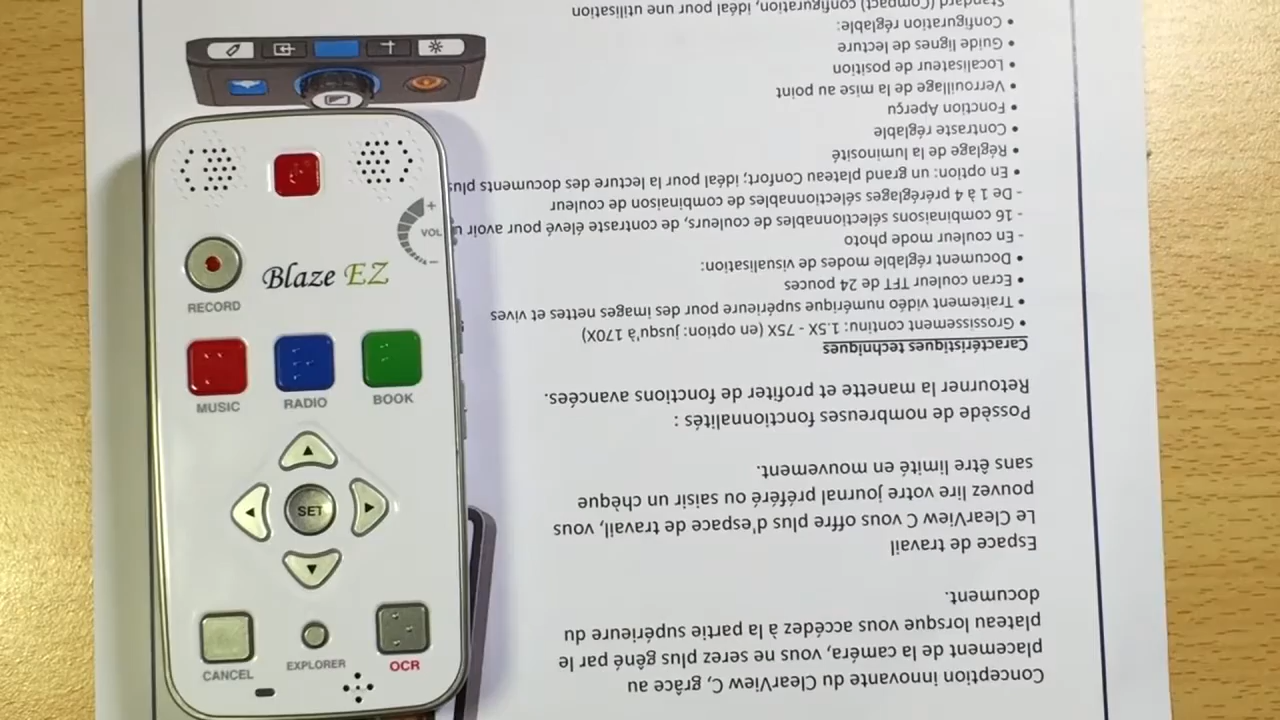 RECORD
Blaze EZ
+
VOL
−
MUSIC
RADIO
BOOK
SET
CANCEL
EXPLORER
OCR
Conception innovante du ClearView C, grâce au
placement de la caméra, vous ne serez plus gêné par le
plateau lorsque vous accédez à la partie supérieure du
document.
Espace de travail
Le ClearView C vous offre plus d'espace de travail, vous
pouvez lire votre journal préféré ou saisir un chèque
sans être limité en mouvement.
Possède de nombreuses fonctionnalités :
Retourner la manette et profiter de fonctions avancées.
Caractéristiques techniques
• Grossissement continu: 1.5X - 75X (en option: jusqu'à 170X)
• Traitement vidéo numérique supérieure pour des images nettes et vives
• Ecran couleur TFT de 24 pouces
• Document réglable modes de visualisation:
- En couleur mode photo
- 16 combinaisons sélectionnables de couleurs, de contraste élevé pour avoir
- De 1 à 4 préréglages sélectionnables de combinaison de couleur
• En option: un grand plateau Confort; idéal pour la lecture des documents plus
• Réglage de la luminosité
• Contraste réglable
• Fonction Aperçu
• Verrouillage de la mise au point
• Localisateur de position
• Guide lignes de lecture
• Configuration réglable:
Standard (Compact) configuration, idéal pour une utilisation